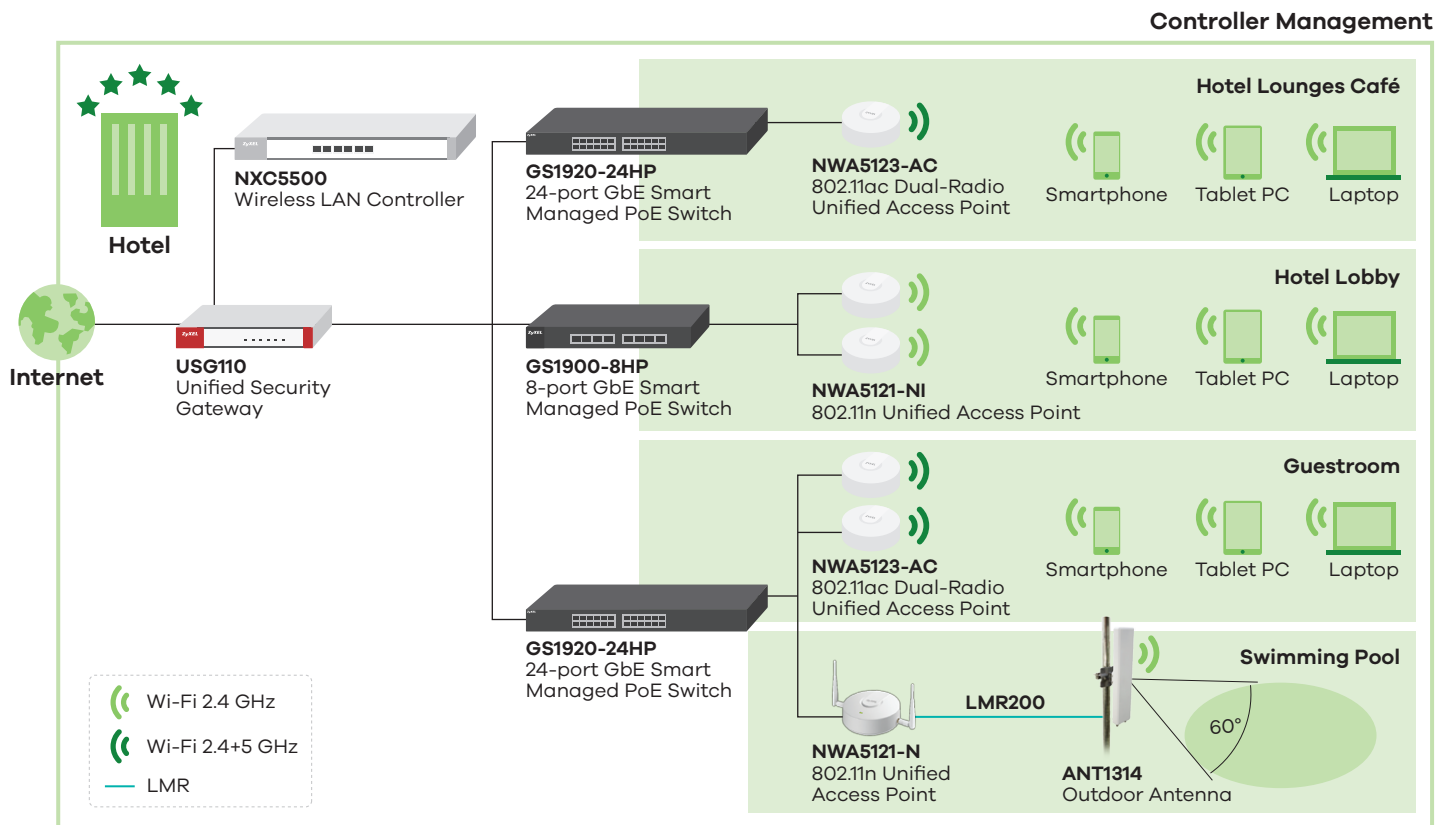 Controller Management
Hotel
ZyXEL
NXC5500
Wireless LAN Controller
Internet
ZyXEL
USG110
Unified Security
Gateway
GS1920-24HP
24-port GbE Smart
Managed PoE Switch
ZyXEL
GS1900-8HP
8-port GbE Smart
Managed PoE Switch
GS1920-24HP
24-port GbE Smart
Managed PoE Switch
Hotel Lounges Café
NWA5123-AC
802.11ac Dual-Radio
Unified Access Point
Smartphone
Tablet PC
Laptop
Hotel Lobby
NWA5121-NI
802.11n Unified Access Point
Smartphone
Tablet PC
Laptop
Guestroom
NWA5123-AC
802.11ac Dual-Radio
Unified Access Point
Smartphone
Tablet PC
Laptop
Swimming Pool
LMR200
60°
NWA5121-N
802.11n Unified
Access Point
ANT1314
Outdoor Antenna
Wi-Fi 2.4 GHz
Wi-Fi 2.4+5 GHz
LMR